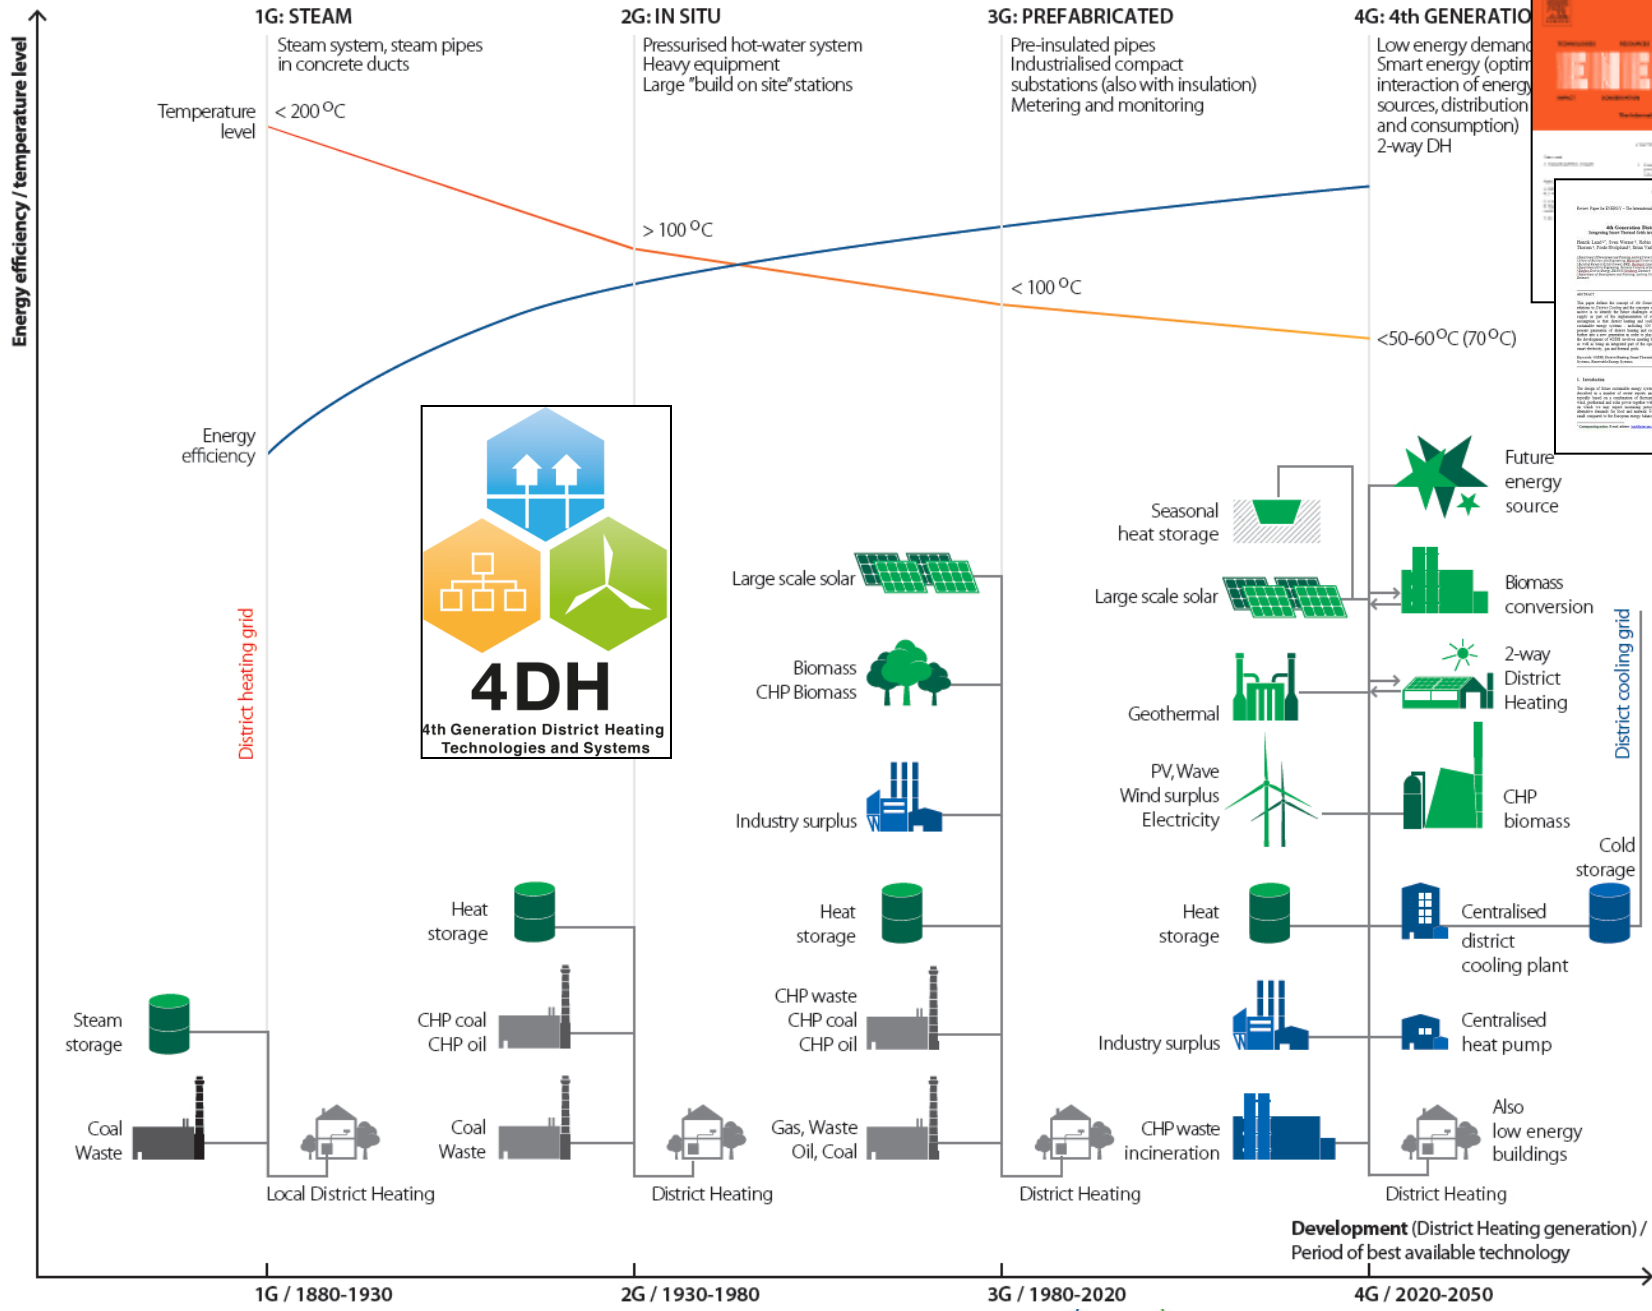 1G: STEAM
Steam system, steam pipes
in concrete ducts
2G: IN SITU
Pressurised hot-water system
Heavy equipment
Large "build on site" stations
3G: PREFABRICATED
Pre-insulated pipes
Industrialised compact
substations (also with insulation)
Metering and monitoring
4G: 4th GENERATIO
Low energy demand
Smart energy (optim
interaction of energy
sources, distribution
and consumption)
2-way DH
Energy efficiency / temperature level
Temperature
level
< 200 °C
> 100 °C
< 100 °C
<50-60°C (70°C)
Energy
efficiency
4DH
4th Generation District Heating
Technologies and Systems
District heating grid
Steam
storage
Coal
Waste
Local District Heating
Heat
storage
CHP coal
CHP oil
Coal
Waste
District Heating
Large scale solar
Biomass
CHP Biomass
Industry surplus
Heat
storage
CHP waste
CHP coal
CHP oil
Gas, Waste
Oil, Coal
District Heating
Seasonal
heat storage
Large scale solar
Geothermal
PV, Wave
Wind surplus
Electricity
Heat
storage
Industry surplus
CHP waste
incineration
Future
energy
source
Biomass
conversion
2-way
District
Heating
CHP
biomass
Cold
storage
Centralised
district
cooling plant
Centralised
heat pump
Also
low energy
buildings
District Heating
District cooling grid
Development (District Heating generation) /
Period of best available technology
1G / 1880-1930
2G / 1930-1980
3G / 1980-2020
4G / 2020-2050